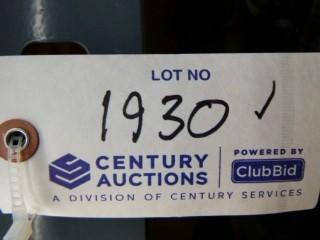 LOT NO
1930 ✓
CENTURY
AUCTIONS
POWERED BY
ClubBid
A DIVISION OF CENTURY SERVICES